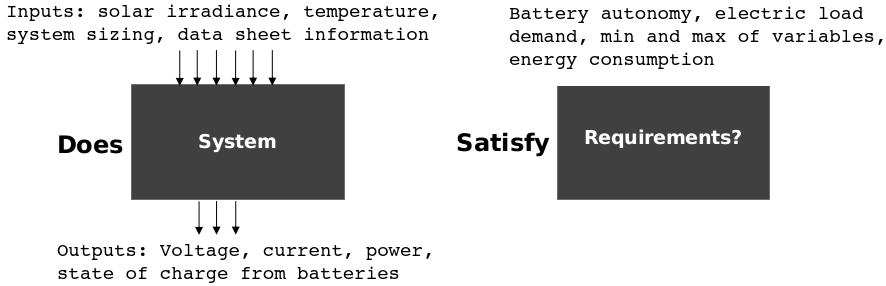 Inputs: solar irradiance, temperature,
system sizing, data sheet information
Does
System
Outputs: Voltage, current, power,
state of charge from batteries
Battery autonomy, electric load
demand, min and max of variables,
energy consumption
Satisfy
Requirements?